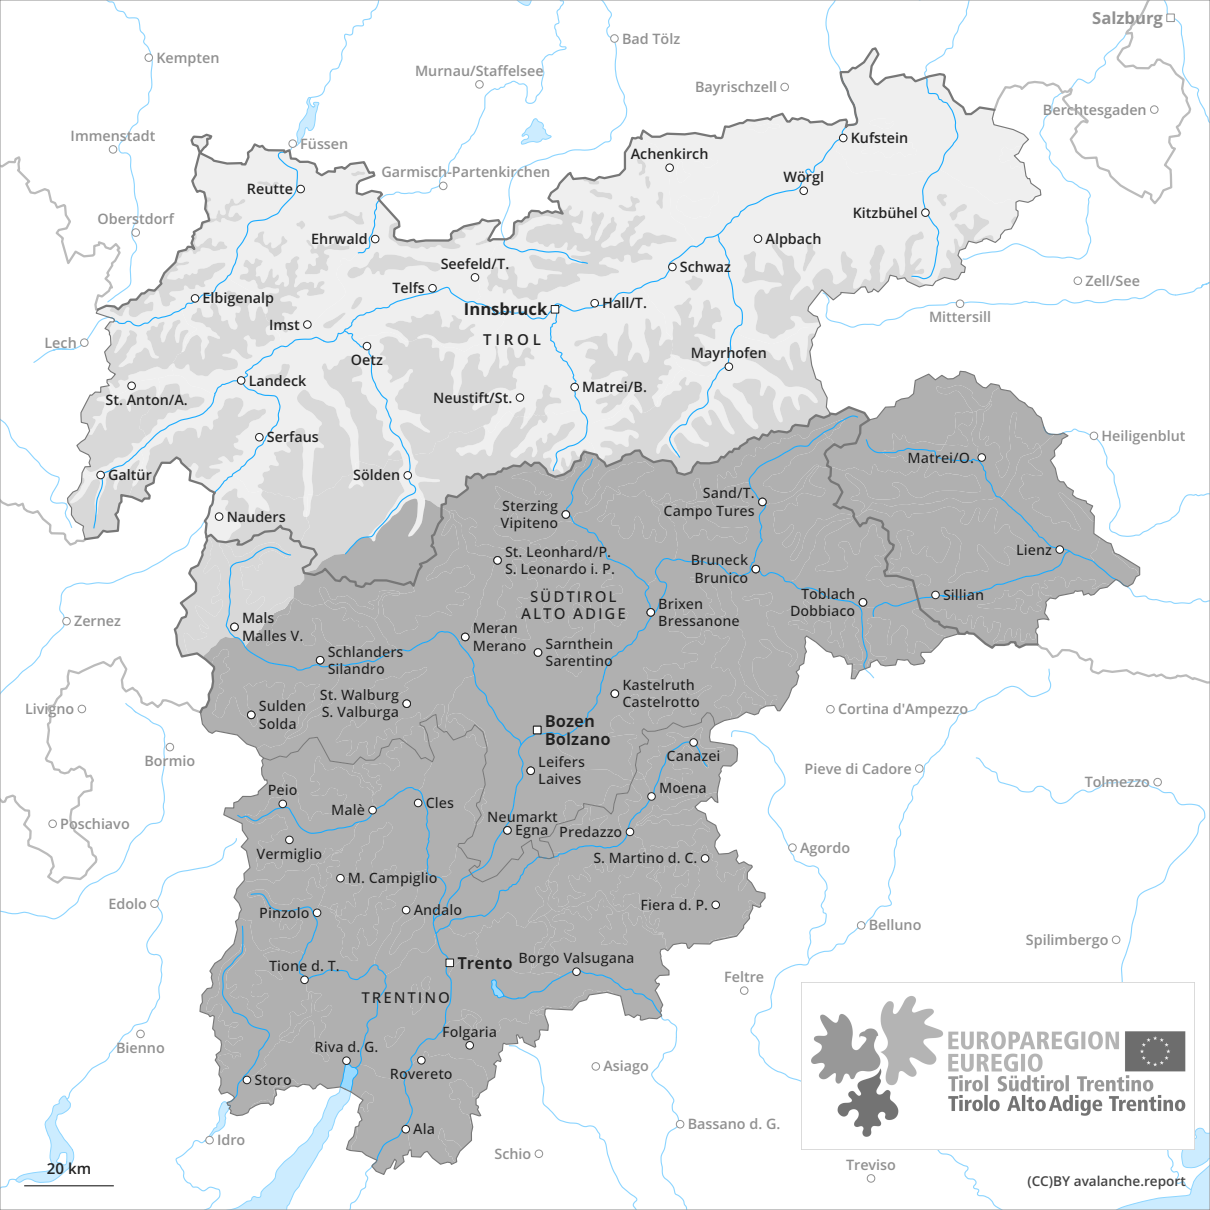 Salzburg
Kempten
Bad Tölz
Murnau/Staffelsee
Bayrischzell
Berchtesgaden
Immenstadt
Füssen
Kufstein
Achenkirch
Garmisch-Partenkirchen
Wörgl
Reutte
Oberstdorf
Kitzbühel
Ehrwald
Alpbach
Seefeld/T.
Schwaz
Zell/See
Telfs
Elbigenalp
Hall/T.
Innsbruck
Mittersill
Imst
TIROL
Lech
Oetz
Mayrhofen
Landeck
Matrei/B.
St. Anton/A.
Neustift/St.
Serfaus
Heiligenblut
Matrei/O.
Galtür
Sölden
Sand/T.
Campo Tures
Sterzing
Vipiteno
Nauders
St. Leonhard/P.
S. Leonardo i. P.
Lienz
Bruneck
Brunico
SÜDTIROL
ALTO ADIGE
Toblach
Dobbiaco
Sillian
Brixen
Bressanone
Zernez
Mals
Malles V.
Meran
Merano
Sarnthein
Sarentino
Schlanders
Silandro
Kastelruth
Castelrotto
St. Walburg
S. Valburga
Livigno
Sulden
Solda
Cortina d'Ampezzo
Bozen
Bolzano
Bormio
Canazei
Leifers
Laives
Pieve di Cadore
Tolmezzo
Peio
Moena
Malè
Cles
Neumarkt
Egna
Poschiavo
Predazzo
Vermiglio
Agordo
S. Martino d. C.
M. Campiglio
Edolo
Pinzolo
Andalo
Fiera d. P.
Belluno
Spilimbergo
Trento
Borgo Valsugana
Tione d. T.
Feltre
TRENTINO
Folgaria
Bienno
Riva d. G.
EUROPAREGION
EUREGIO
Tirol Südtirol Trentino
Tirolo Alto Adige Trentino
Asiago
Rovereto
Storo
Ala
Bassano d. G.
Idro
Schio
Treviso
20 km
(CC)BY avalanche.report